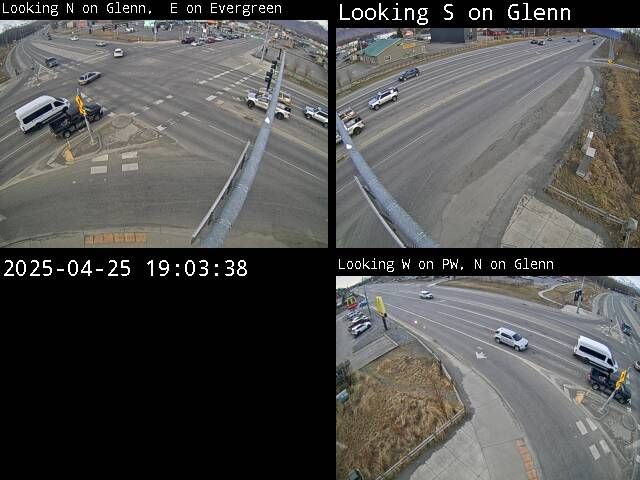 Looking N on Glenn, E on Evergreen
Looking S on Glenn
2025-04-25 19:03:38
Looking W on PW, N on Glenn